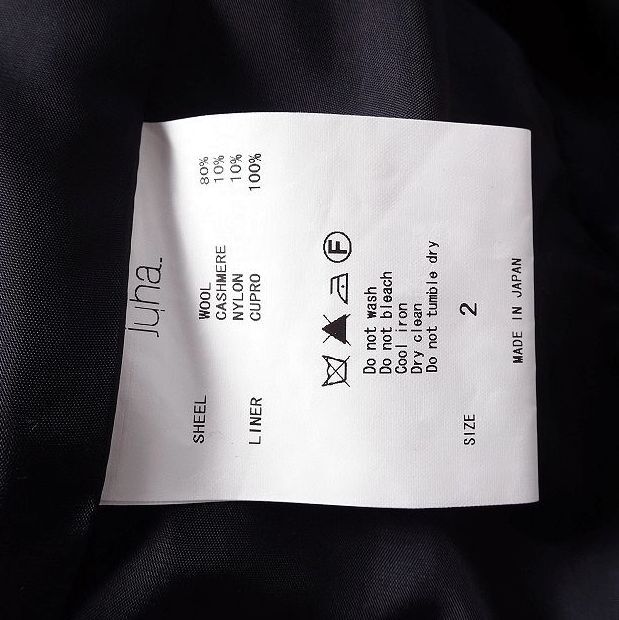 Juha.
SHEEL WOOL 80%
CASHMERE 10%
NYLON 10%
LINER CUPRO 100%
F
Do not wash
Do not bleach
Cool iron
Dry clean
Do not tumble dry
SIZE 2
MADE IN JAPAN